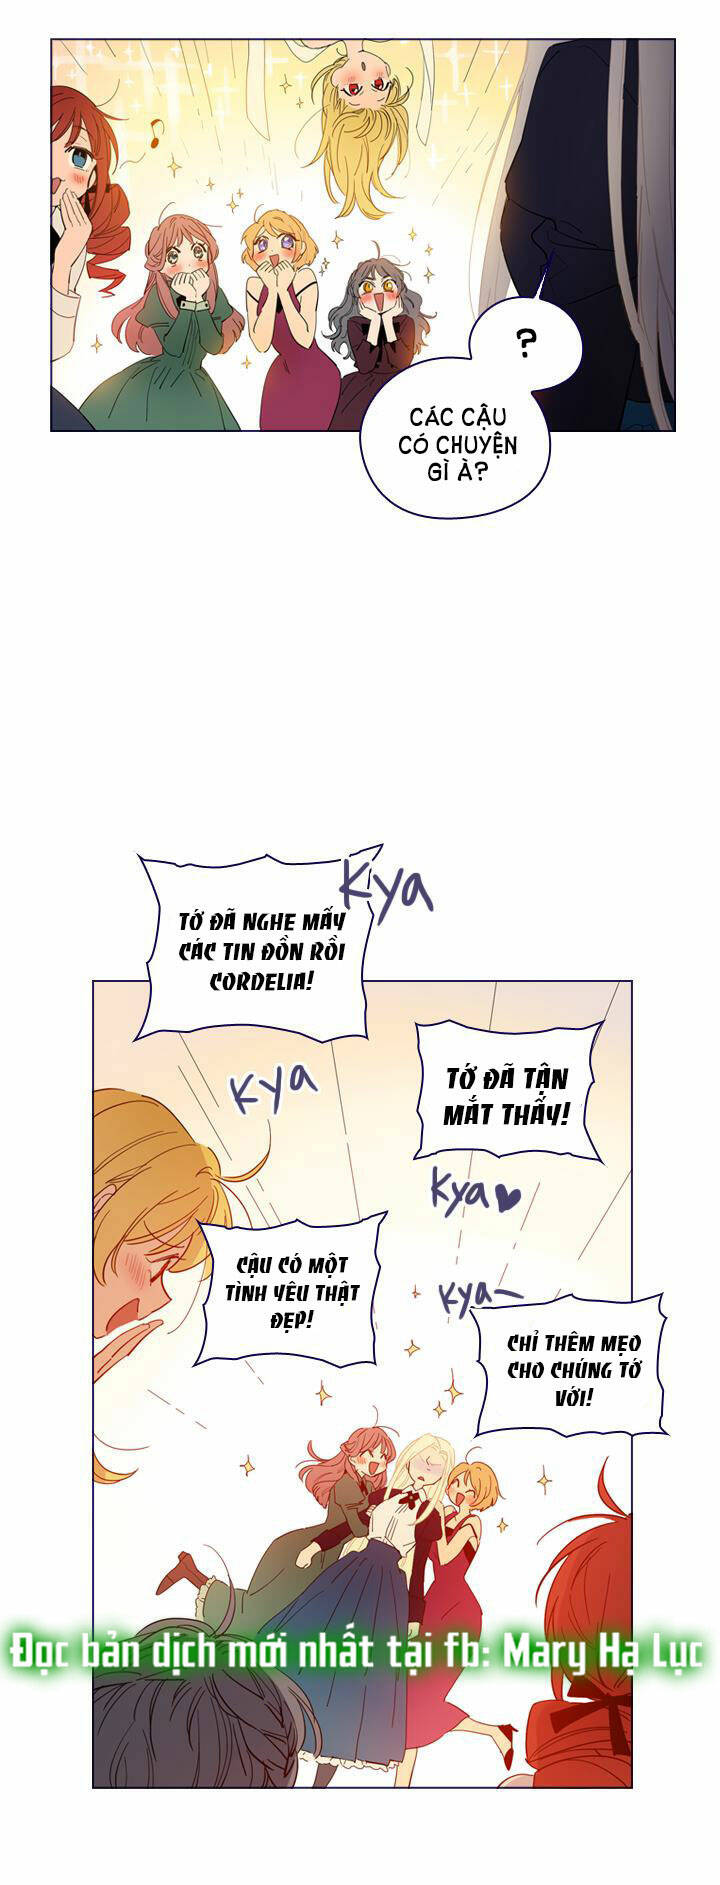 ?
CÁC CẬU
CÓ CHUYỆN
GÌ À?
Kya
TỚ ĐÃ NGHE MẤY
CÁC TIN ĐỒN RỒI
CORDELIA!
Kya
TỚ ĐÃ TẬN
MẮT THẤY!
Kya♥
CẬU CÓ MỘT
TÌNH YÊU THẬT
ĐẸP!
Kya~
CHỈ THÊM MẸO
CHO CHÚNG TỚ
VỚI!
Đọc bản dịch mới nhất tại fb: Mary Hạ Lục